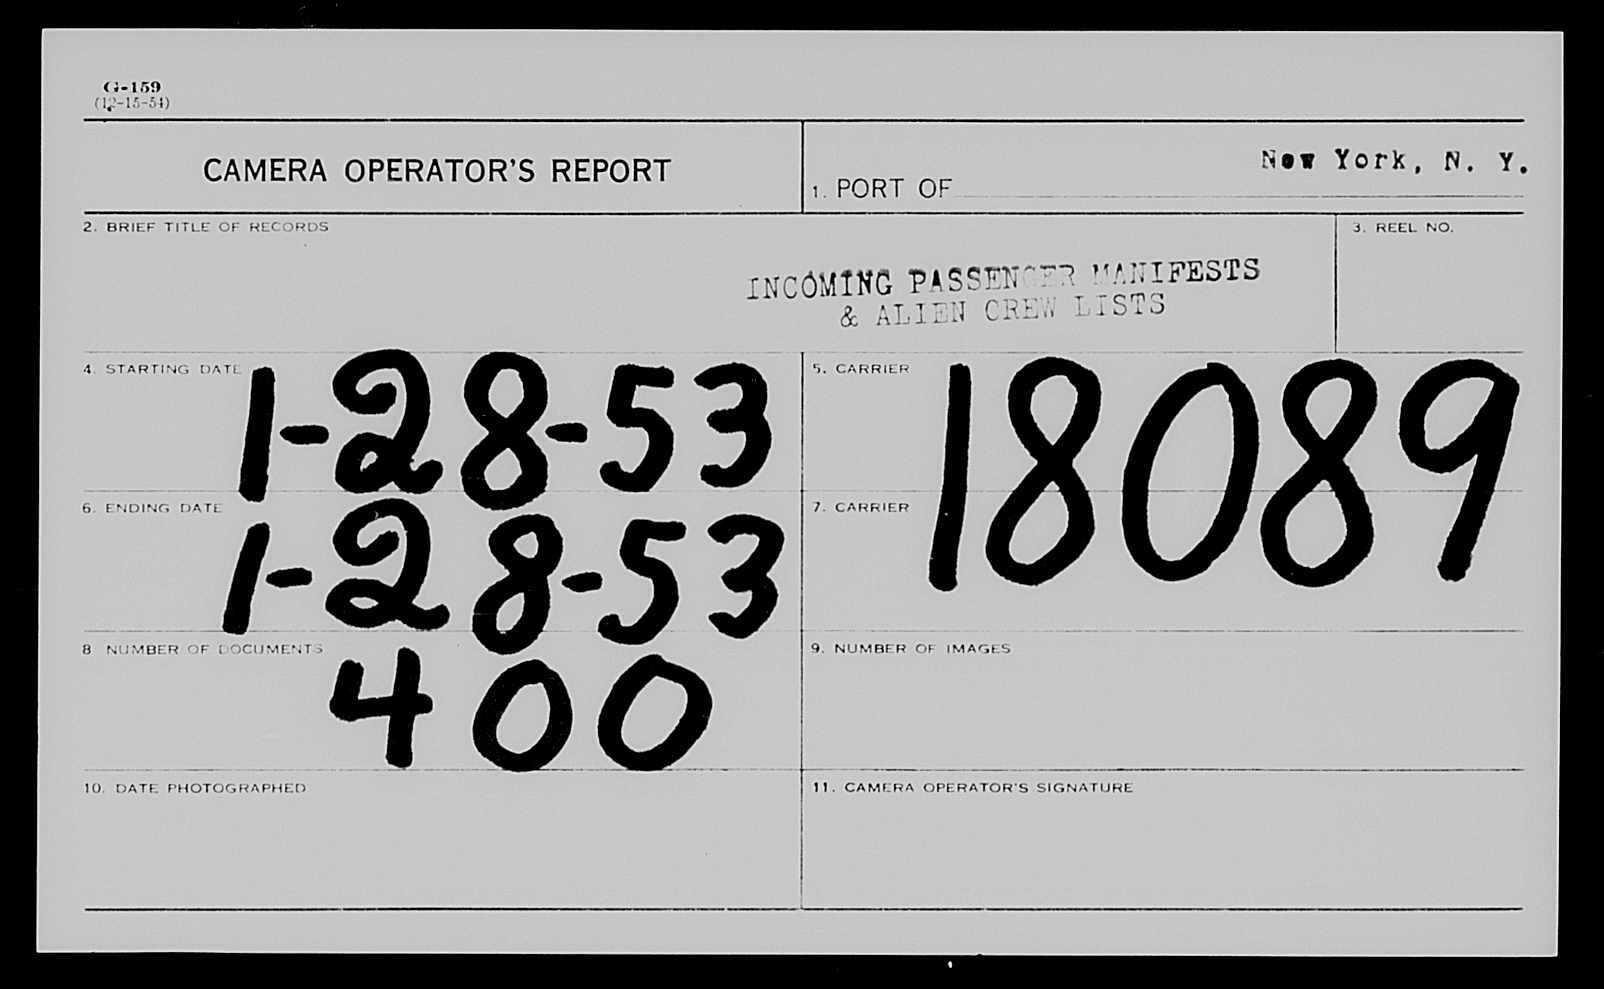 G-159
(12-15-54)
CAMERA OPERATOR'S REPORT
1. PORT OF New York, N. Y.
2. BRIEF TITLE OF RECORDS
INCOMING PASSENGER MANIFESTS
& ALIEN CREW LISTS
3. REEL NO.
4. STARTING DATE 1-28-53
5. CARRIER 18089
6. ENDING DATE 1-28-53
7. CARRIER
8 NUMBER OF DOCUMENTS 400
9. NUMBER OF IMAGES
10. DATE PHOTOGRAPHED
11. CAMERA OPERATOR'S SIGNATURE